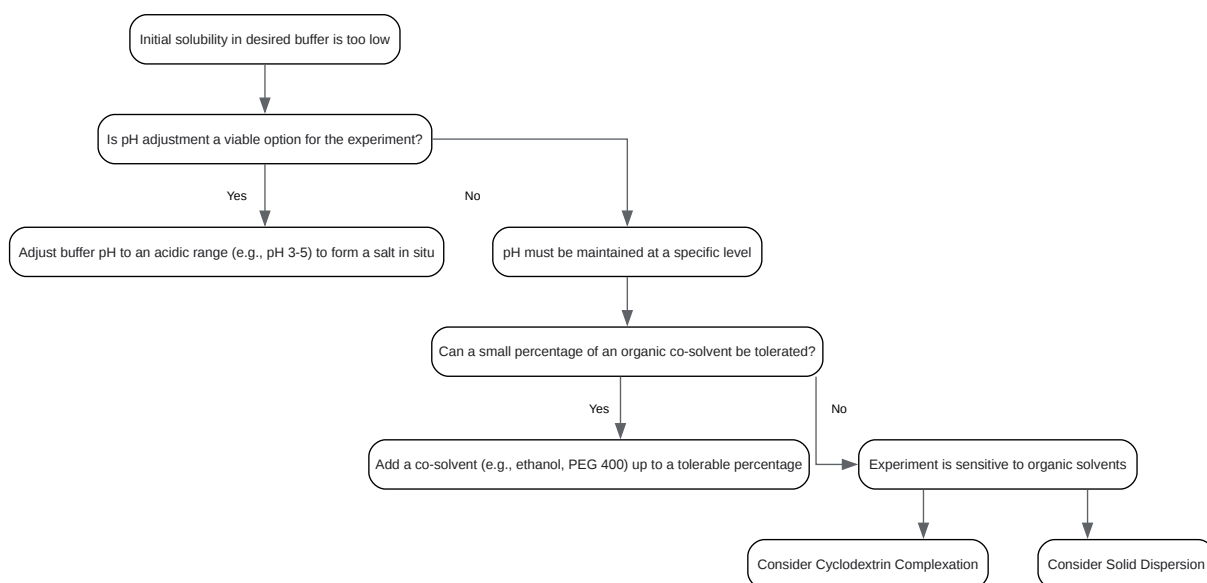 Initial solubility in desired buffer is too low
Is pH adjustment a viable option for the experiment?
Yes
No
Adjust buffer pH to an acidic range (e.g., pH 3-5) to form a salt in situ
pH must be maintained at a specific level
Can a small percentage of an organic co-solvent be tolerated?
Yes
No
Add a co-solvent (e.g., ethanol, PEG 400) up to a tolerable percentage
Experiment is sensitive to organic solvents
Consider Cyclodextrin Complexation
Consider Solid Dispersion